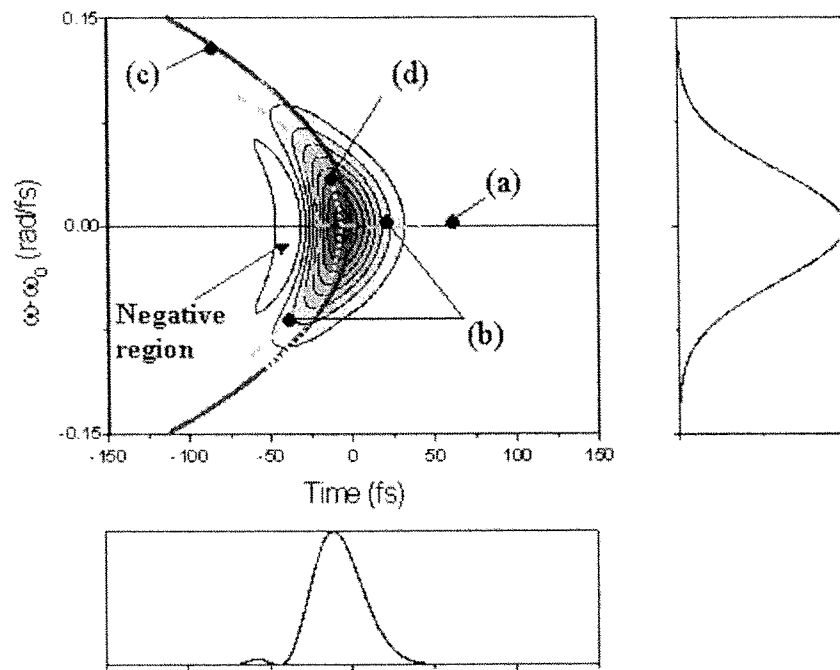 0.15
(c)
(d)
(a)
0.00
ω-ω₀ (rad/fs)
Negative
region
(b)
-0.15
-150 -100 -50 0 50 100 150
Time (fs)